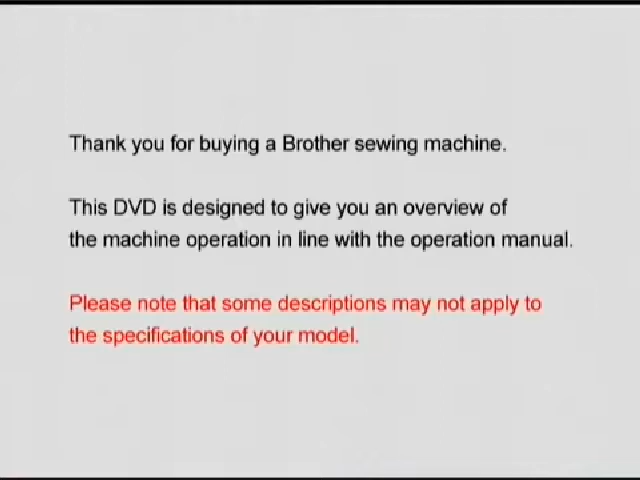 Thank you for buying a Brother sewing machine.
This DVD is designed to give you an overview of
the machine operation in line with the operation manual.
Please note that some descriptions may not apply to
the specifications of your model.